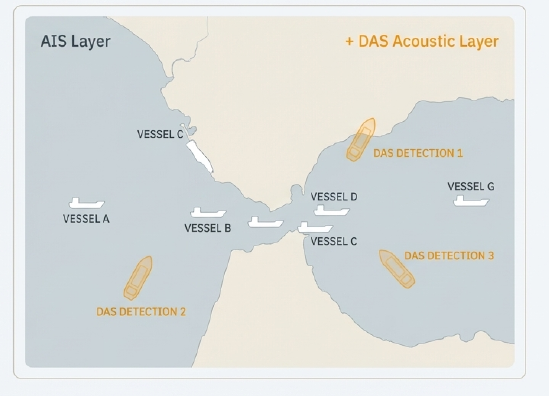 AIS Layer
+ DAS Acoustic Layer
VESSEL C
DAS DETECTION 1
VESSEL G
VESSEL D
VESSEL A
VESSEL B
VESSEL C
DAS DETECTION 3
DAS DETECTION 2